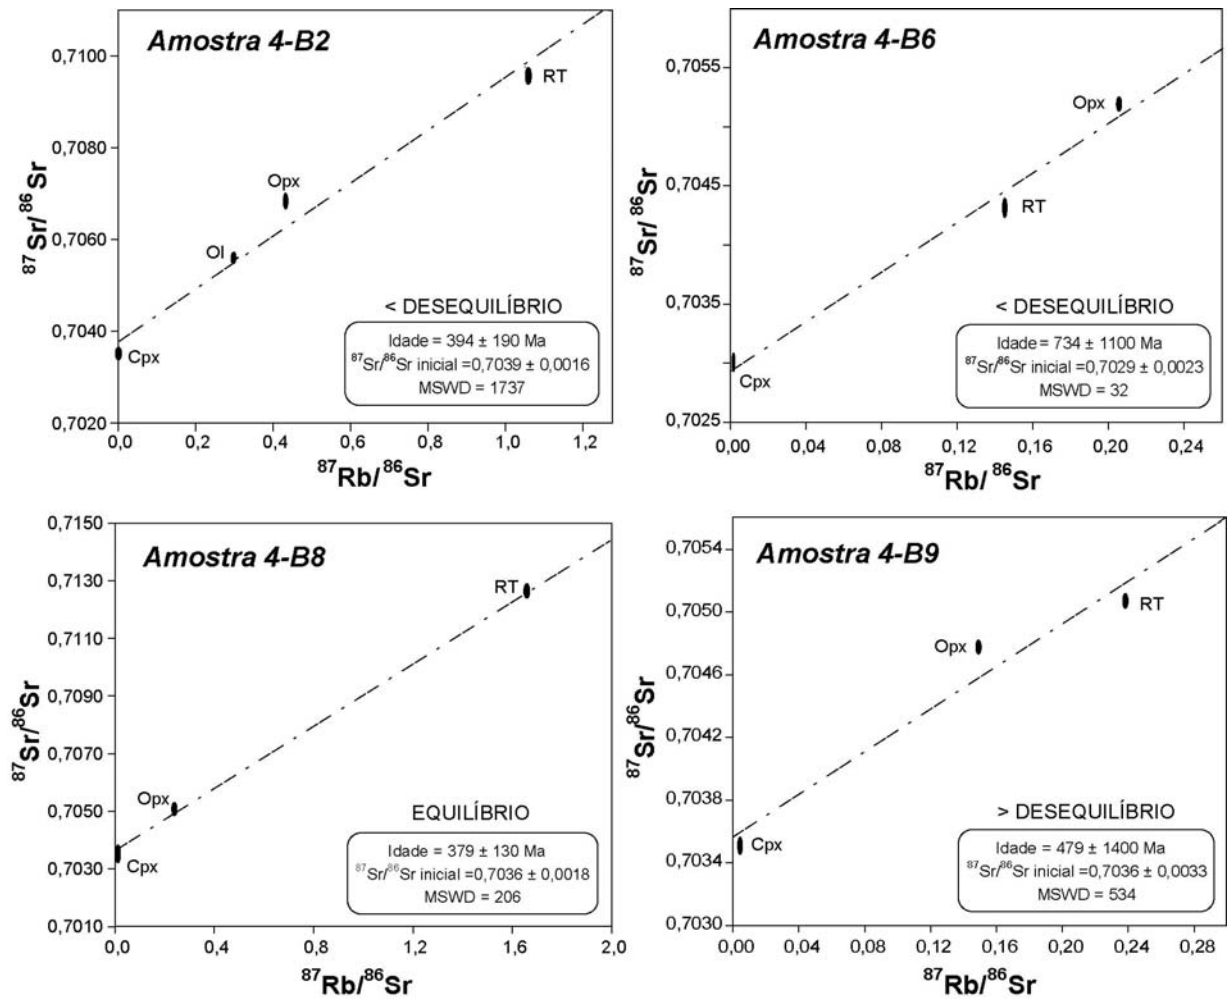 Amostra 4-B2
0,7100
0,7080
0,7060
0,7040
0,7020
87Sr/86Sr
RT
Opx
Ol
Cpx
< DESEQUILÍBRIO
Idade = 394 ± 190 Ma
87Sr/86Sr inicial =0,7039 ± 0,0016
MSWD = 1737
0,0 0,2 0,4 0,6 0,8 1,0 1,2
87Rb/86Sr
Amostra 4-B6
0,7055
0,7045
0,7035
0,7025
87Sr/86Sr
Opx
RT
Cpx
< DESEQUILÍBRIO
Idade = 734 ± 1100 Ma
87Sr/86Sr inicial =0,7029 ± 0,0023
MSWD = 32
0,00 0,04 0,08 0,12 0,16 0,20 0,24
87Rb/86Sr
Amostra 4-B8
0,7150
0,7130
0,7110
0,7090
0,7070
0,7050
0,7030
0,7010
87Sr/86Sr
RT
Opx
Cpx
EQUILÍBRIO
Idade = 379 ± 130 Ma
87Sr/86Sr inicial =0,7036 ± 0,0018
MSWD = 206
0,0 0,4 0,8 1,2 1,6 2,0
87Rb/86Sr
Amostra 4-B9
0,7054
0,7050
0,7046
0,7042
0,7038
0,7034
0,7030
87Sr/86Sr
RT
Opx
Cpx
> DESEQUILÍBRIO
Idade = 479 ± 1400 Ma
87Sr/86Sr inicial =0,7036 ± 0,0033
MSWD = 534
0,00 0,04 0,08 0,12 0,16 0,20 0,24 0,28
87Rb/86Sr